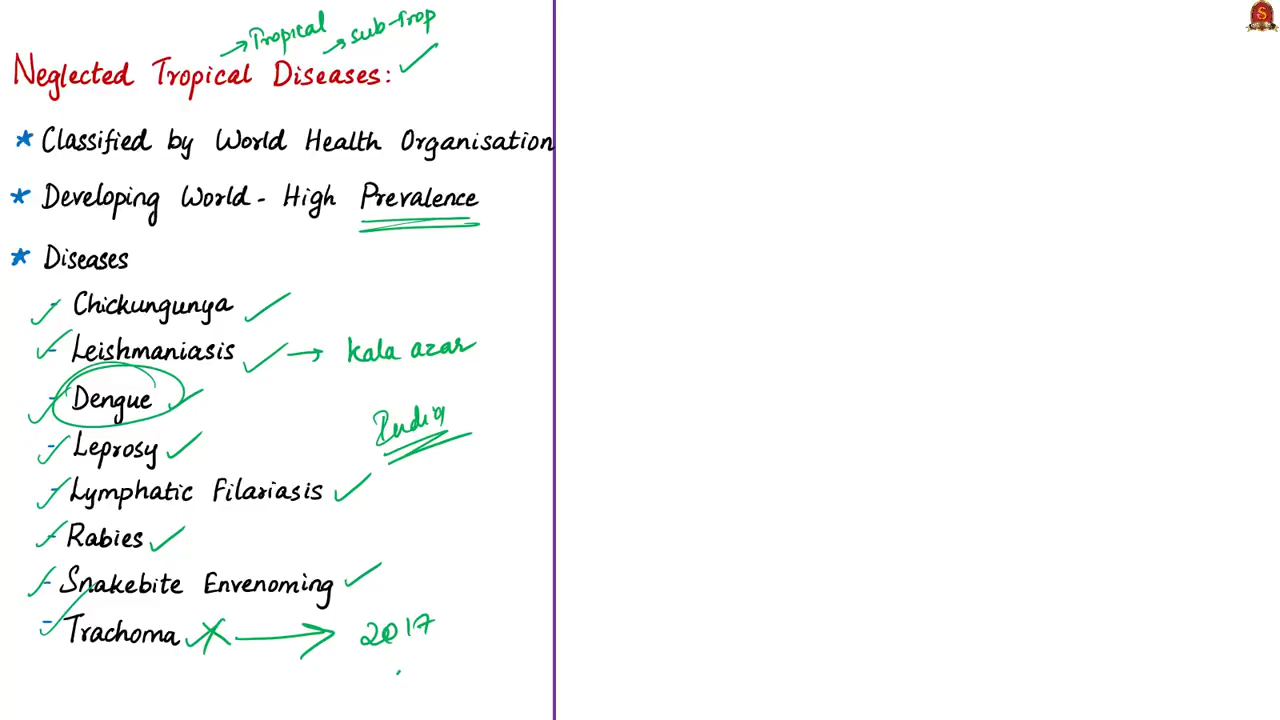 → Tropical → sub-Trop
Neglected Tropical Diseases:
* Classified by World Health Organisation
* Developing World - High Prevalence
* Diseases
- Chickungunya
- Leishmaniasis → kala azar
- Dengue
India
- Leprosy
- Lymphatic Filariasis
- Rabies
- Snakebite Envenoming
- Trachoma → 2017
S